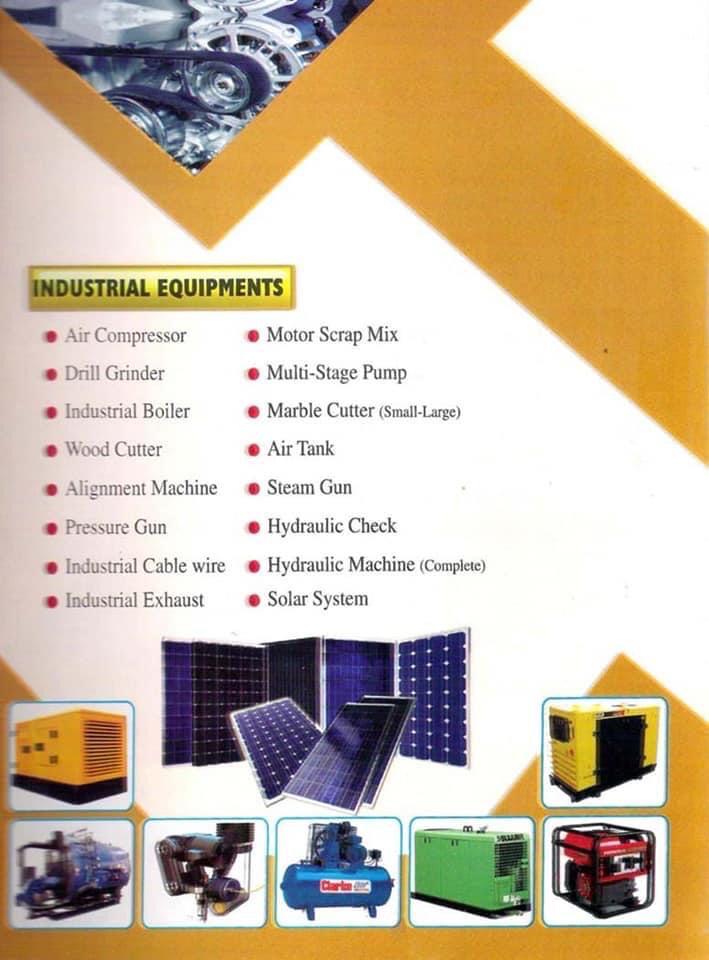 INDUSTRIAL EQUIPMENTS
Air Compressor
Drill Grinder
Industrial Boiler
Wood Cutter
Alignment Machine
Pressure Gun
Industrial Cable wire
Industrial Exhaust
Motor Scrap Mix
Multi-Stage Pump
Marble Cutter (Small-Large)
Air Tank
Steam Gun
Hydraulic Check
Hydraulic Machine (Complete)
Solar System
Clarke